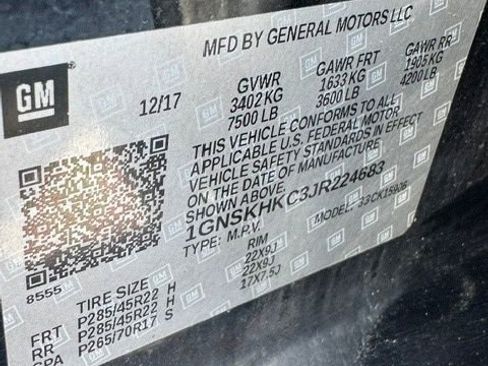 MFD BY GENERAL MOTORS LLC
GM
12/17
GVWR GAWR FRT GAWR RR
3402 KG 1633 KG 1905 KG
7500 LB 3600 LB 4200 LB
THIS VEHICLE CONFORMS TO ALL
APPLICABLE U.S. FEDERAL MOTOR
VEHICLE SAFETY STANDARDS IN EFFECT
ON THE DATE OF MANUFACTURE
1GNSKHKC3JR224683
TYPE: M.P.V. MODEL:
8555
TIRE SIZE RIM
FRT P285/45R22 H 22X9J
RR P285/45R22 H 22X9J
SPA P265/70R17 S 17X7.5J